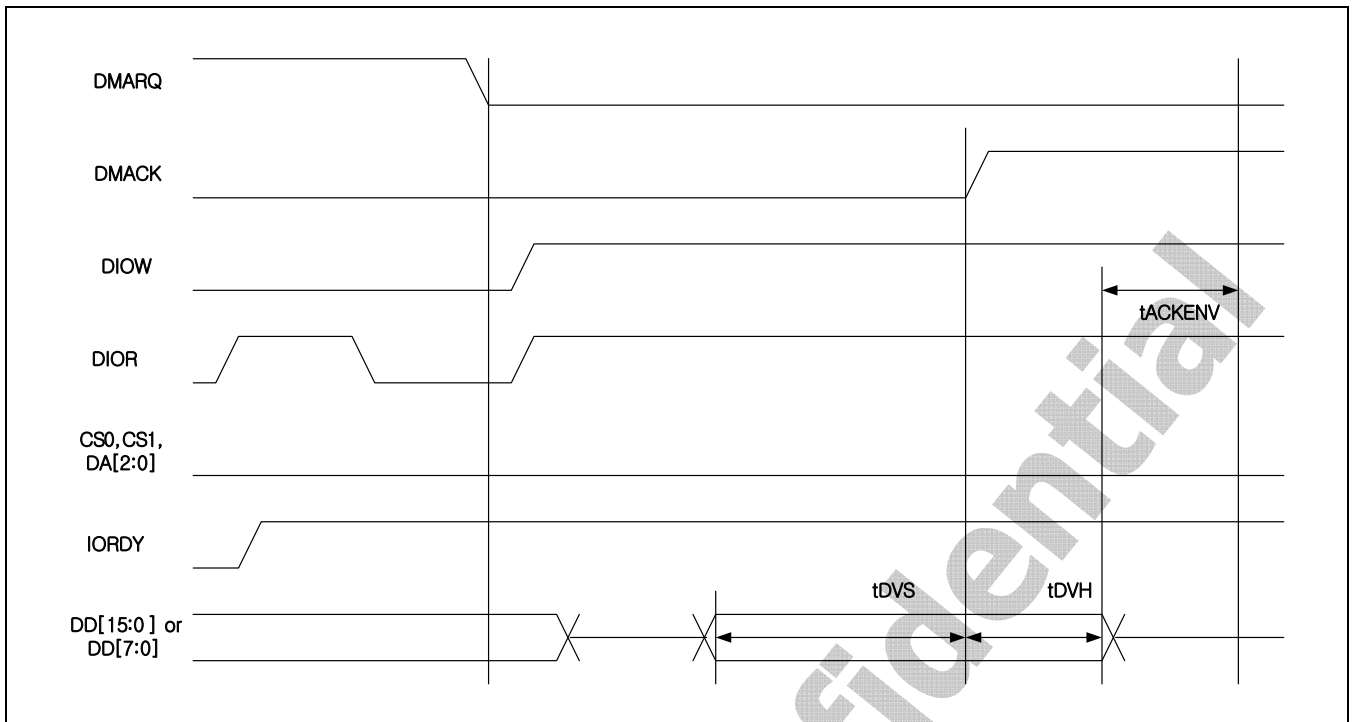 DMARQ
DMACK
DIOW
tACKENV
DIOR
CS0, CS1,
DA[2:0]
IORDY
tDVS
tDVH
DD[15:0 ] or
DD[7:0]
fidential